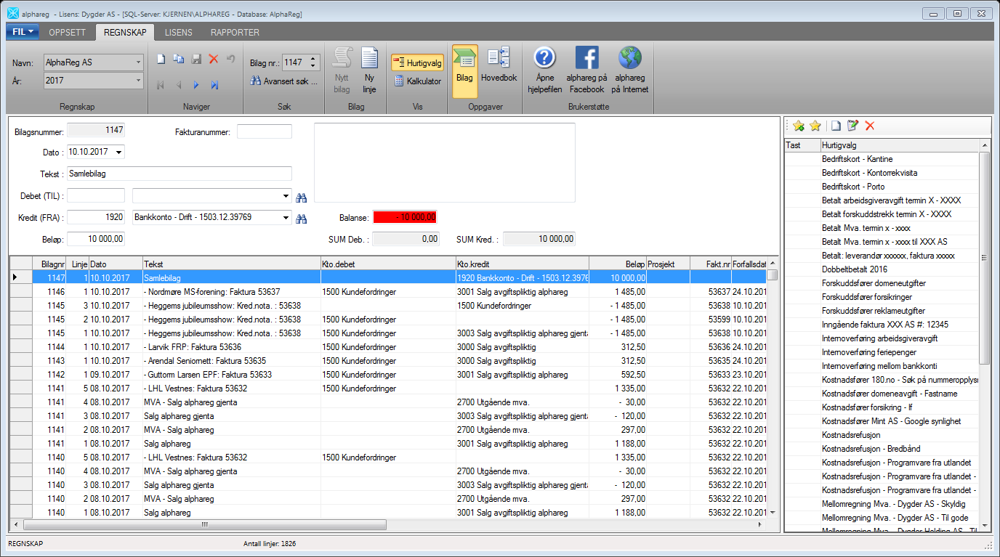 alphareg - Lisens: Dygder AS - [SQL-Server: KJERNEN\ALPHAREG - Database: AlphaReg]
FIL OPPSETT REGNSKAP LISENS RAPPORTER
Navn: AlphaReg AS
År: 2017
Regnskap
Naviger
Bilag nr.: 1147
Avansert søk ...
Søk
Nytt bilag
Ny linje
Bilag
Hurtigvalg
Kalkulator
Vis
Bilag
Hovedbok
Oppgaver
Åpne hjelpefilen
alphareg på Facebook
alphareg på Internet
Brukerstøtte
Bilagsnummer: 1147 Fakturanummer:
Dato : 10.10.2017
Tekst : Samlebilag
Debet (TIL) :
Kredit (FRA) : 1920 Bankkonto - Drift - 1503.12.39769 Balanse: - 10 000,00
Beløp: 10 000,00 SUM Deb. : 0,00 SUM Kred. : 10 000,00
Bilagnr Linje Dato Tekst Kto.debet Kto.kredit Beløp Prosjekt Fakt.nr Forfallsdat
1147 1 10.10.2017 Samlebilag 1920 Bankkonto - Drift - 1503.12.3976 10 000,00
1146 1 10.10.2017 - Nordmøre MS-forening: Faktura 53637 1500 Kundefordringer 3001 Salg avgiftspliktig alphareg 1 485,00 53637 24.10.201
1145 3 10.10.2017 - Heggems jubileumsshow: Kred.nota. : 53638 1500 Kundefordringer - 1 485,00 53638 10.10.201
1145 2 10.10.2017 - Heggems jubileumsshow: Kred.nota. : 53638 1500 Kundefordringer - 1 485,00 53599 10.10.201
1145 1 10.10.2017 - Heggems jubileumsshow: Kred.nota. : 53638 1500 Kundefordringer 3003 Salg avgiftspliktig alphareg gjenta - 1 485,00 53638 10.10.201
1144 1 10.10.2017 - Larvik FRP: Faktura 53636 1500 Kundefordringer 3000 Salg avgiftspliktig 312,50 53636 24.10.201
1143 1 10.10.2017 - Arendal Seniornett: Faktura 53635 1500 Kundefordringer 3000 Salg avgiftspliktig 312,50 53635 24.10.201
1142 1 09.10.2017 - Guttorm Larsen EPF: Faktura 53633 1500 Kundefordringer 3001 Salg avgiftspliktig alphareg 592,50 53633 23.10.201
1141 5 08.10.2017 - LHL Vestnes: Faktura 53632 1500 Kundefordringer 1 335,00 53632 22.10.201
1141 4 08.10.2017 MVA - Salg alphareg gjenta 2700 Utgående mva. - 30,00 53632 22.10.201
1141 3 08.10.2017 Salg alphareg gjenta 3003 Salg avgiftspliktig alphareg gjenta - 120,00 53632 22.10.201
1141 2 08.10.2017 MVA - Salg alphareg 2700 Utgående mva. 297,00 53632 22.10.201
1141 1 08.10.2017 Salg alphareg 3001 Salg avgiftspliktig alphareg 1 188,00 53632 22.10.201
1140 5 08.10.2017 - LHL Vestnes: Faktura 53632 1500 Kundefordringer 1 335,00 53632 22.10.201
1140 4 08.10.2017 MVA - Salg alphareg gjenta 2700 Utgående mva. - 30,00 53632 22.10.201
1140 3 08.10.2017 Salg alphareg gjenta 3003 Salg avgiftspliktig alphareg gjenta - 120,00 53632 22.10.201
1140 2 08.10.2017 MVA - Salg alphareg 2700 Utgående mva. 297,00 53632 22.10.201
1140 1 08.10.2017 Salg alphareg 3001 Salg avgiftspliktig alphareg 1 188,00 53632 22.10.201
Tast Hurtigvalg
Bedriftskort - Kantine
Bedriftskort - Kontorrekvisita
Bedriftskort - Porto
Betalt arbeidsgiveravgift termin X - XXXX
Betalt forskuddstrekk termin X - XXXX
Betalt Mva. termin x - xxxx
Betalt Mva. termin x - xxxx til XXX AS
Betalt: leverandør xxxxxx, faktura xxxxx
Dobbeltbetalt 2016
Forskuddsfører domeneutgifter
Forskuddsfører forsikringer
Forskuddsfører reklameutgifter
Inngående faktura XXX AS #: 12345
Internoverføring arbeidsgiveravgift
Internoverføring feriepenger
Internoverføring mellom bankkonti
Kostnadsfører 180.no - Søk på nummeropplysn
Kostnadsfører domeneavgift - Fastname
Kostnadsfører forsikring - If
Kostnadsfører Mint AS - Google synlighet
Kostnadsrefusjon
Kostnadsrefusjon - Bredbånd
Kostnadsrefusjon - Programvare fra utlandet
Kostnadsrefusjon - Programvare fra utlandet -
Kostnadsrefusjon - Programvare fra utlandet -
Mellomregning Mva. - Dygder AS - Skyldig
Mellomregning Mva. - Dygder AS - Til gode
Mellomregning Mva. - Dygder Holding AS - Til
REGNSKAP Antall linjer: 1826